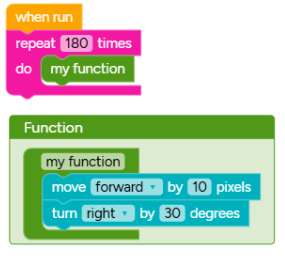 when run
repeat 180 times
do my function
Function
my function
move forward by 10 pixels
turn right by 30 degrees